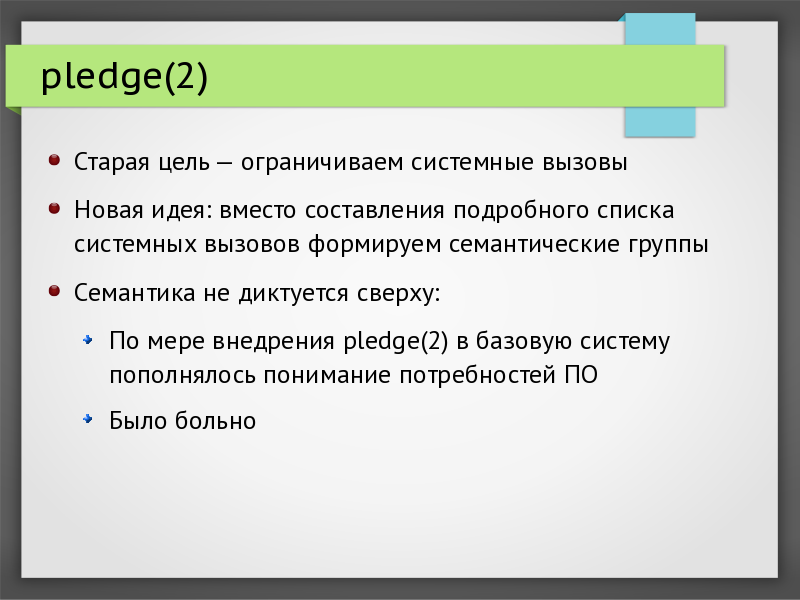 pledge(2)
Старая цель — ограничиваем системные вызовы
Новая идея: вместо составления подробного списка
системных вызовов формируем семантические группы
Семантика не диктуется сверху:
По мере внедрения pledge(2) в базовую систему
пополнялось понимание потребностей ПО
Было больно